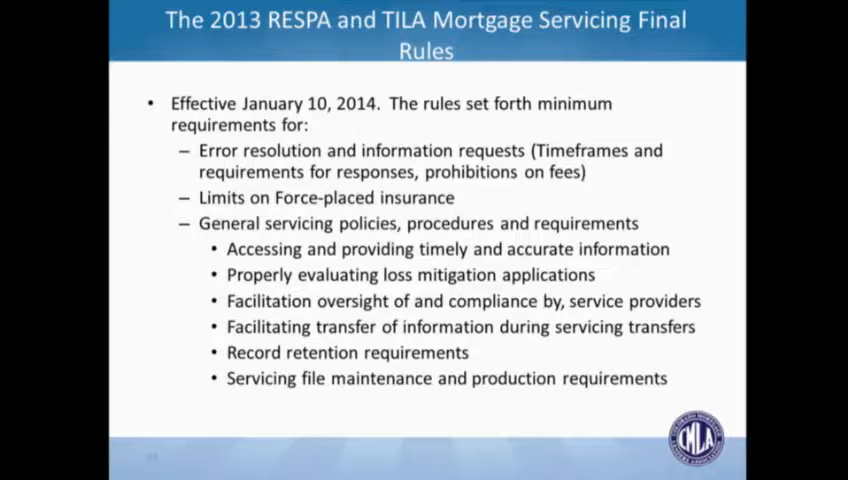 The 2013 RESPA and TILA Mortgage Servicing Final
Rules
• Effective January 10, 2014. The rules set forth minimum
requirements for:
– Error resolution and information requests (Timeframes and
requirements for responses, prohibitions on fees)
– Limits on Force-placed insurance
– General servicing policies, procedures and requirements
• Accessing and providing timely and accurate information
• Properly evaluating loss mitigation applications
• Facilitation oversight of and compliance by, service providers
• Facilitating transfer of information during servicing transfers
• Record retention requirements
• Servicing file maintenance and production requirements
CMLA